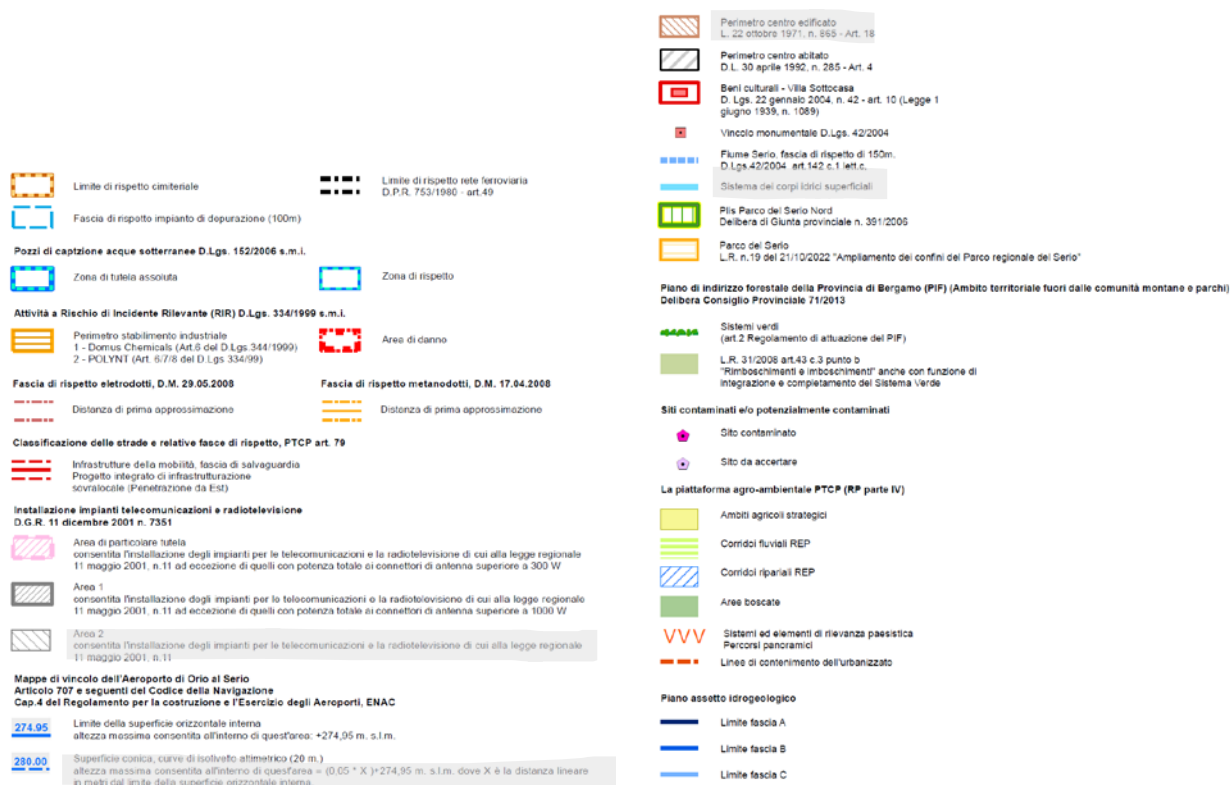 Limite di rispetto cimiteriale
Limite di rispetto rete ferroviaria
D.P.R. 753/1980 - art.49
Fascia di rispotto impianto di depurazione (100m)
Pozzi di captzione acque sotterranee D.Lgs. 152/2006 s.m.i.
Zona di tutela assoluta
Zona di rispetto
Attività a Rischio di Incidente Rilevante (RIR) D.Lgs. 334/1999 s.m.i.
Perimetro stabilimento industriale
1 - Domus Chemicals (Art.6 del D.Lgs.344/1999)
2 - POLYNT (Art. 6/7/8 del D.Lgs 334/99)
Area di danno
Fascia di rispetto eletrodotti, D.M. 29.05.2008
Fascia di rispetto metanodotti, D.M. 17.04.2008
Distanza di prima approssimazione
Distanza di prima approssimazione
Classificazione delle strade e relative fasce di rispetto, PTCP art. 79
Infrastrutture della mobilità, fascia di salvaguardia
Progetto integrato di infrastrutturazione
sovralocale (Penetrazione da Est)
Installazione impianti telecomunicazioni e radiotelevisione
D.G.R. 11 dicembre 2001 n. 7351
Area di particolare tutela
consentita l'installazione degli impianti per le telecomunicazioni e la radiotelevisione di cui alla legge regionale
11 maggio 2001, n.11 ad eccezione di quelli con potenza totale ai connettori di antenna superiore a 300 W
Area 1
consentita l'installazione degli impianti per le telecomunicazioni e la radiotelevisione di cui alla legge regionale
11 maggio 2001, n.11 ad eccezione di quelli con potenza totale ai connettori di antenna superiore a 1000 W
Area 2
consentita l'installazione degli impianti per le telecomunicazioni e la radiotelevisione di cui alla legge regionale
11 maggio 2001, n.11
Mappe di vincolo dell'Aeroporto di Orio al Serio
Articolo 707 e seguenti del Codice della Navigazione
Cap.4 del Regolamento per la costruzione e l'Esercizio degli Aeroporti, ENAC
274.95
Limite della superficie orizzontale interna
altezza massima consentita all'interno di quest'area: +274,95 m. s.l.m.
280.00
Superficie conica, curve di isolivello altimetrico (20 m.)
altezza massima consentita all'interno di quest'area = (0,05 * X )+274,95 m. s.l.m. dove X è la distanza lineare
in metri dal limite della superficie orizzontale interna.
Perimetro centro edificato
L. 22 ottobre 1971, n. 865 - Art. 18
Perimetro centro abitato
D.L. 30 aprile 1992, n. 285 - Art. 4
Beni culturali - Villa Sottocasa
D. Lgs. 22 gennaio 2004, n. 42 - art. 10 (Legge 1
giugno 1939, n. 1089)
Vincolo monumentale D.Lgs. 42/2004
Fiume Serio, fascia di rispetto di 150m.
D.Lgs.42/2004 art.142 c.1 lett.c,
Sistema dei corpi idrici superficiali
Plis Parco del Serio Nord
Delibera di Giunta provinciale n. 391/2006
Parco del Serio
L.R. n.19 del 21/10/2022 "Ampliamento dei confini del Parco regionale del Serio"
Piano di indirizzo forestale della Provincia di Bergamo (PIF) (Ambito territoriale fuori dalle comunità montane e parchi)
Delibera Consiglio Provinciale 71/2013
Sistemi verdi
(art.2 Regolamento di attuazione del PIF)
L.R. 31/2008 art.43 c.3 punto b
"Rimboschimenti e imboschimenti" anche con funzione di
integrazione e completamento del Sistema Verde
Siti contaminati e/o potenzialmente contaminati
Sito contaminato
Sito da accertare
La piattaforma agro-ambientale PTCP (RP parte IV)
Ambiti agricoli strategici
Corridoi fluviali REP
Corridoi ripariali REP
Aree boscate
Sistemi ed elementi di rilevanza paesistica
Percorsi panoramici
Linee di contenimento dell'urbanizzato
Piano assetto idrogeologico
Limite fascia A
Limite fascia B
Limite fascia C